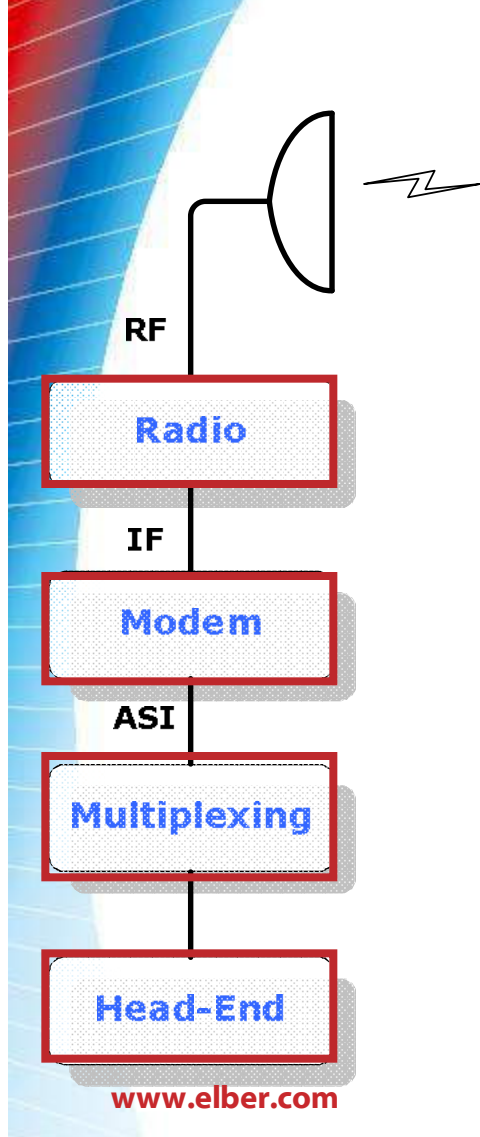 RF
Radio
IF
Modem
ASI
Multiplexing
Head-End
www.elber.com